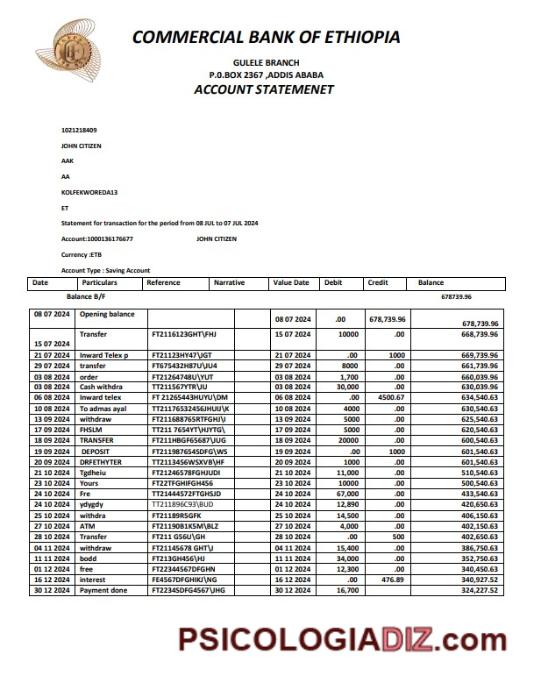 COMMERCIAL BANK OF ETHIOPIA
GULELE BRANCH
P.0.BOX 2367 ,ADDIS ABABA
ACCOUNT STATEMENET
1021218409
JOHN CITIZEN
AAK
AA
KOLFEKWOREDA13
ET
Statement for transaction for the period from 08 JUL to 07 JUL 2024
Account:1000136176677 JOHN CITIZEN
Currency :ETB
Account Type : Saving Account
Date Particulars Reference Narrative Value Date Debit Credit Balance
Balance B/F 678739.96
08 07 2024 Opening balance 08 07 2024 .00 678,739.96 678,739.96
15 07 2024 Transfer FT2116123GHT\FHJ 15 07 2024 10000 .00 668,739.96
21 07 2024 Inward Telex p FT21123HY47\JGT 21 07 2024 .00 1000 669,739.96
29 07 2024 transfer FT675432H87U\JU4 29 07 2024 8000 .00 661,739.96
03 08 2024 order FT21264748U\YUT 03 08 2024 1,700 .00 660,039.96
03 08 2024 Cash withdra TT211567YTR\JU 03 08 2024 30,000 .00 630,039.96
06 08 2024 Inward telex FT 21265443HUYU\DM 06 08 2024 .00 4500.67 634,540.63
10 08 2024 To admas ayal TT21176532456JHUU\K 10 08 2024 4000 .00 630,540.63
13 09 2024 withdraw FT211688765RTFGHJ\I 13 09 2024 5000 .00 625,540.63
17 09 2024 FHSLM FT2111 7654YT\HJYTG\ 17 09 2024 5000 .00 620,540.63
18 09 2024 TRANSFER FT211HBGF65687\IUG 18 09 2024 20000 .00 600,540.63
19 09 2024 DEPOSIT FT211987654SDFG\WS 19 09 2024 .00 1000 601,540.63
20 09 2024 DRFETHYTER FT2113456WSXVB\HF 20 09 2024 1000 .00 601,540.63
21 10 2024 Tgdheiu FT21246578FGHJUDI 21 10 2024 11,000 .00 510,540.63
23 10 2024 Yours FT22TFGHIFGH456 23 10 2024 10000 .00 500,540.63
24 10 2024 Fre TT21444572FTGHSJD 24 10 2024 67,000 .00 433,540.63
24 10 2024 ydygdy TT211896C93\BUD 24 10 2024 12,890 .00 420,650.63
25 10 2024 withdra FT21189R5GFK 25 10 2024 14,500 .00 406,150.63
27 10 2024 ATM FT2119081K5M\BLZ 27 10 2024 4,000 .00 402,150.63
28 10 2024 Transfer FT211 G56U\GH 28 10 2024 .00 500 402,650.63
04 11 2024 withdraw FT21145678 GHT\J 04 11 2024 15,400 .00 386,750.63
11 11 2024 bodd FT213GH456\HJ 11 11 2024 34,000 .00 352,750.63
01 12 2024 free FT22344567DFGHN 01 12 2024 12,300 .00 340,450.63
16 12 2024 interest FE4567DFGHIKJ\NG 16 12 2024 .00 476.89 340,927.52
30 12 2024 Payment done FT2234SDFG4567\JHG 30 12 2024 16,700 324,227.52
PSICOLOGIADIZ.com